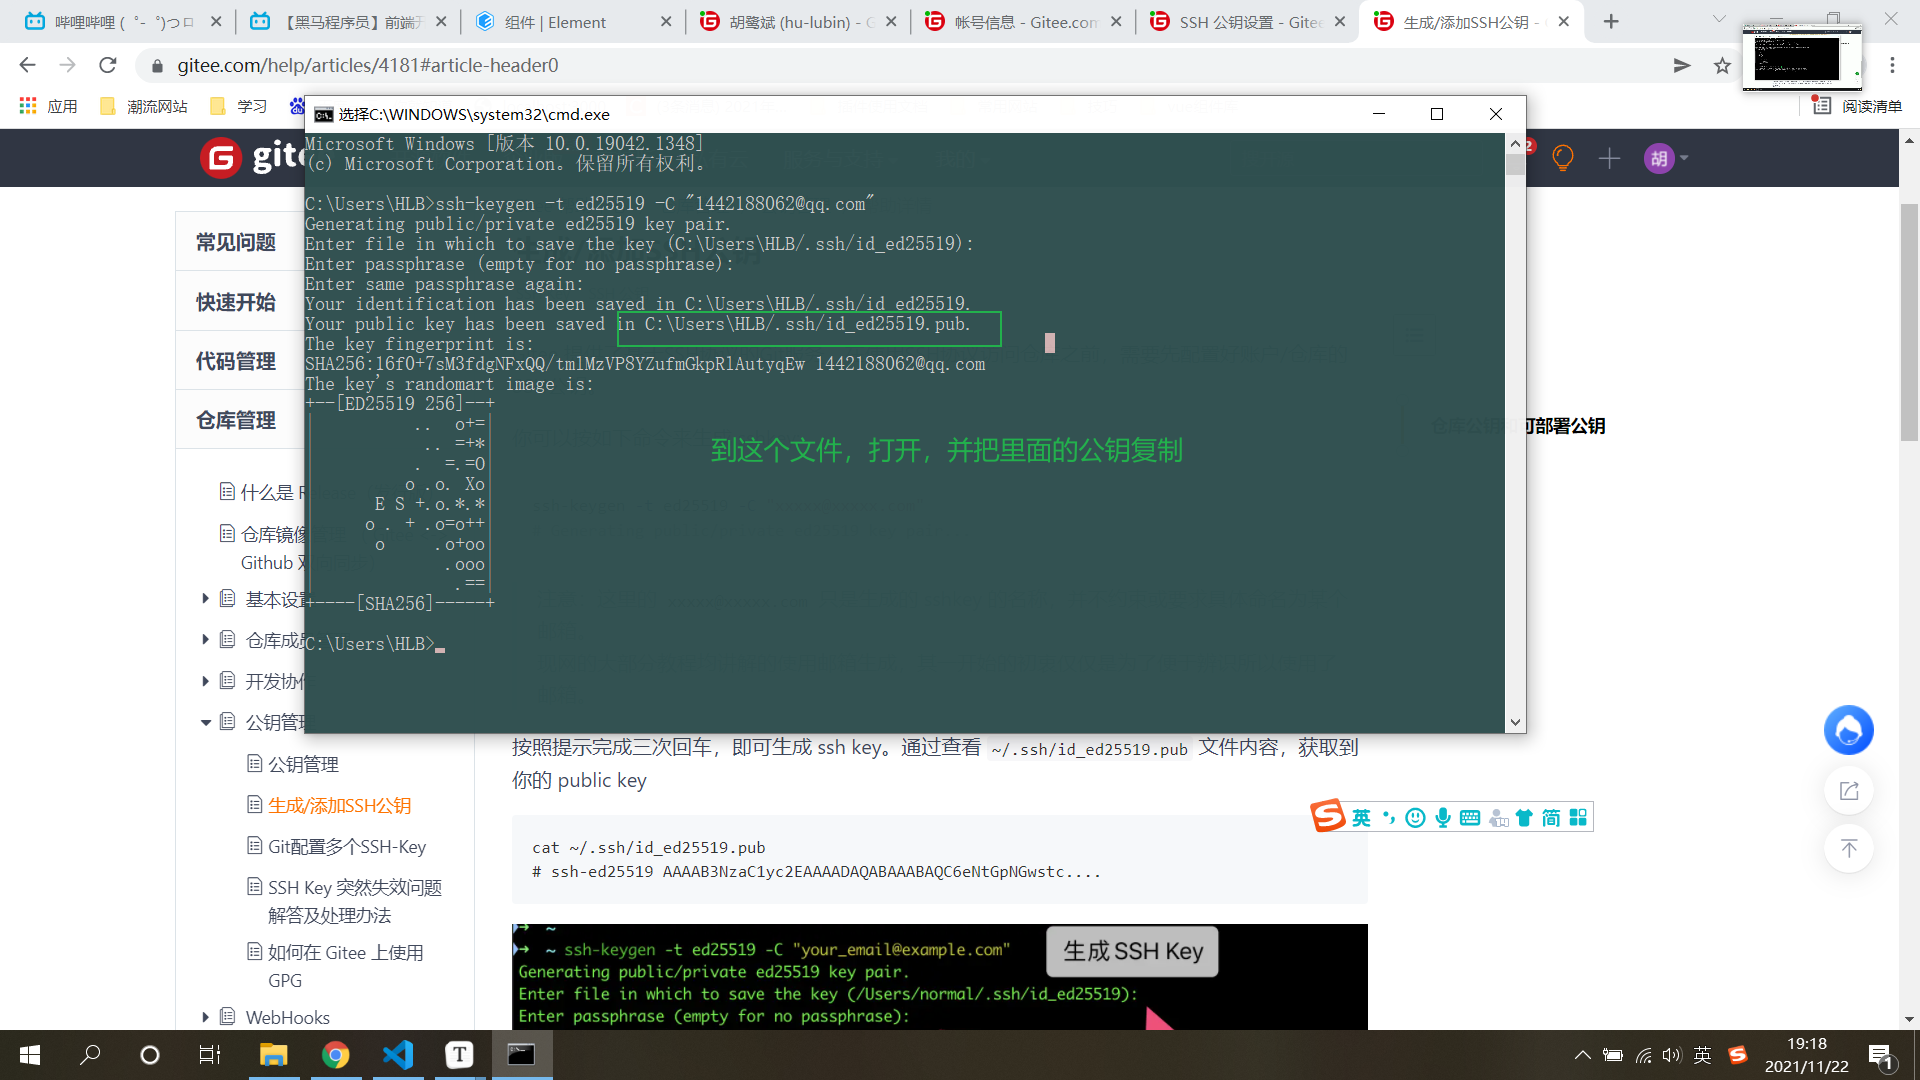 哔哩哔哩 (゜-゜)つロ
【黑马程序员】前端开
组件 | Element
胡鹭斌 (hu-lubin) - G
帐号信息 - Gitee.com
SSH 公钥设置 - Gitee
生成/添加SSH公钥 -
gitee.com/help/articles/4181#article-header0
应用
潮流网站
学习
阅读清单
选择C:\WINDOWS\system32\cmd.exe
Microsoft Windows [版本 10.0.19042.1348]
(c) Microsoft Corporation。保留所有权利。
C:\Users\HLB>ssh-keygen -t ed25519 -C "1442188062@qq.com"
Generating public/private ed25519 key pair.
Enter file in which to save the key (C:\Users\HLB/.ssh/id_ed25519):
Enter passphrase (empty for no passphrase):
Enter same passphrase again:
Your identification has been saved in C:\Users\HLB/.ssh/id_ed25519.
Your public key has been saved in C:\Users\HLB/.ssh/id_ed25519.pub.
The key fingerprint is:
SHA256:16f0+7sM3fdgNFxQQ/tmlMzVP8YZufmGkpRlAutyqEw 1442188062@qq.com
The key's randomart image is:
+--[ED25519 256]--+
|          ..  o+=|
|           .. =+*|
|          .  =.=O|
|         o .o. Xo|
|      E S +.o.*.*|
|     o . + .o=o++|
|      o     .o+oo|
|             .ooo|
|              .==|
+----[SHA256]-----+
C:\Users\HLB>
到这个文件，打开，并把里面的公钥复制
常见问题
快速开始
代码管理
仓库管理
什么是 R
仓库镜像
Github 双
基本设置
仓库成员
开发协作
公钥管理
公钥管理
生成/添加SSH公钥
Git配置多个SSH-Key
SSH Key 突然失效问题
解答及处理办法
如何在 Gitee 上使用
GPG
WebHooks
2
胡
仓库公钥和可部署公钥
按照提示完成三次回车，即可生成 ssh key。通过查看 ~/.ssh/id_ed25519.pub 文件内容，获取到
你的 public key
英
简
cat ~/.ssh/id_ed25519.pub
# ssh-ed25519 AAAAB3NzaC1yc2EAAAADAQABAAABAQC6eNtGpNGwstc....
~
~ ssh-keygen -t ed25519 -C "your_email@example.com"
生成 SSH Key
Generating public/private ed25519 key pair.
Enter file in which to save the key (/Users/normal/.ssh/id_ed25519):
Enter passphrase (empty for no passphrase):
英
19:18
2021/11/22
1